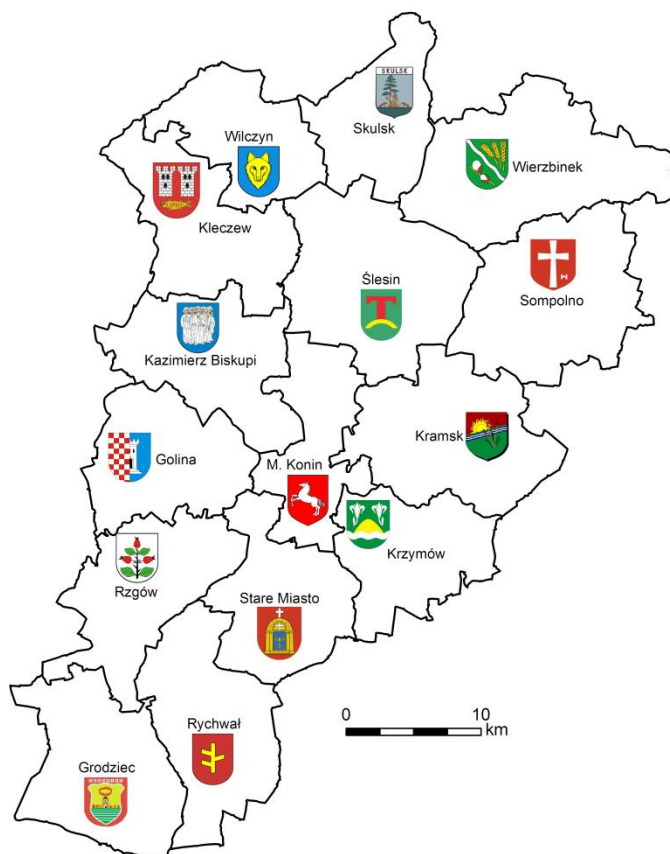 SKULSK
Skulsk
Wilczyn
Wierzbinek
Kleczew
Ślesin
Sompolno
Kazimierz Biskupi
Kramsk
Golina
M. Konin
Krzymów
Rzgów
Stare Miasto
0 10
km
Rychwał
Grodziec